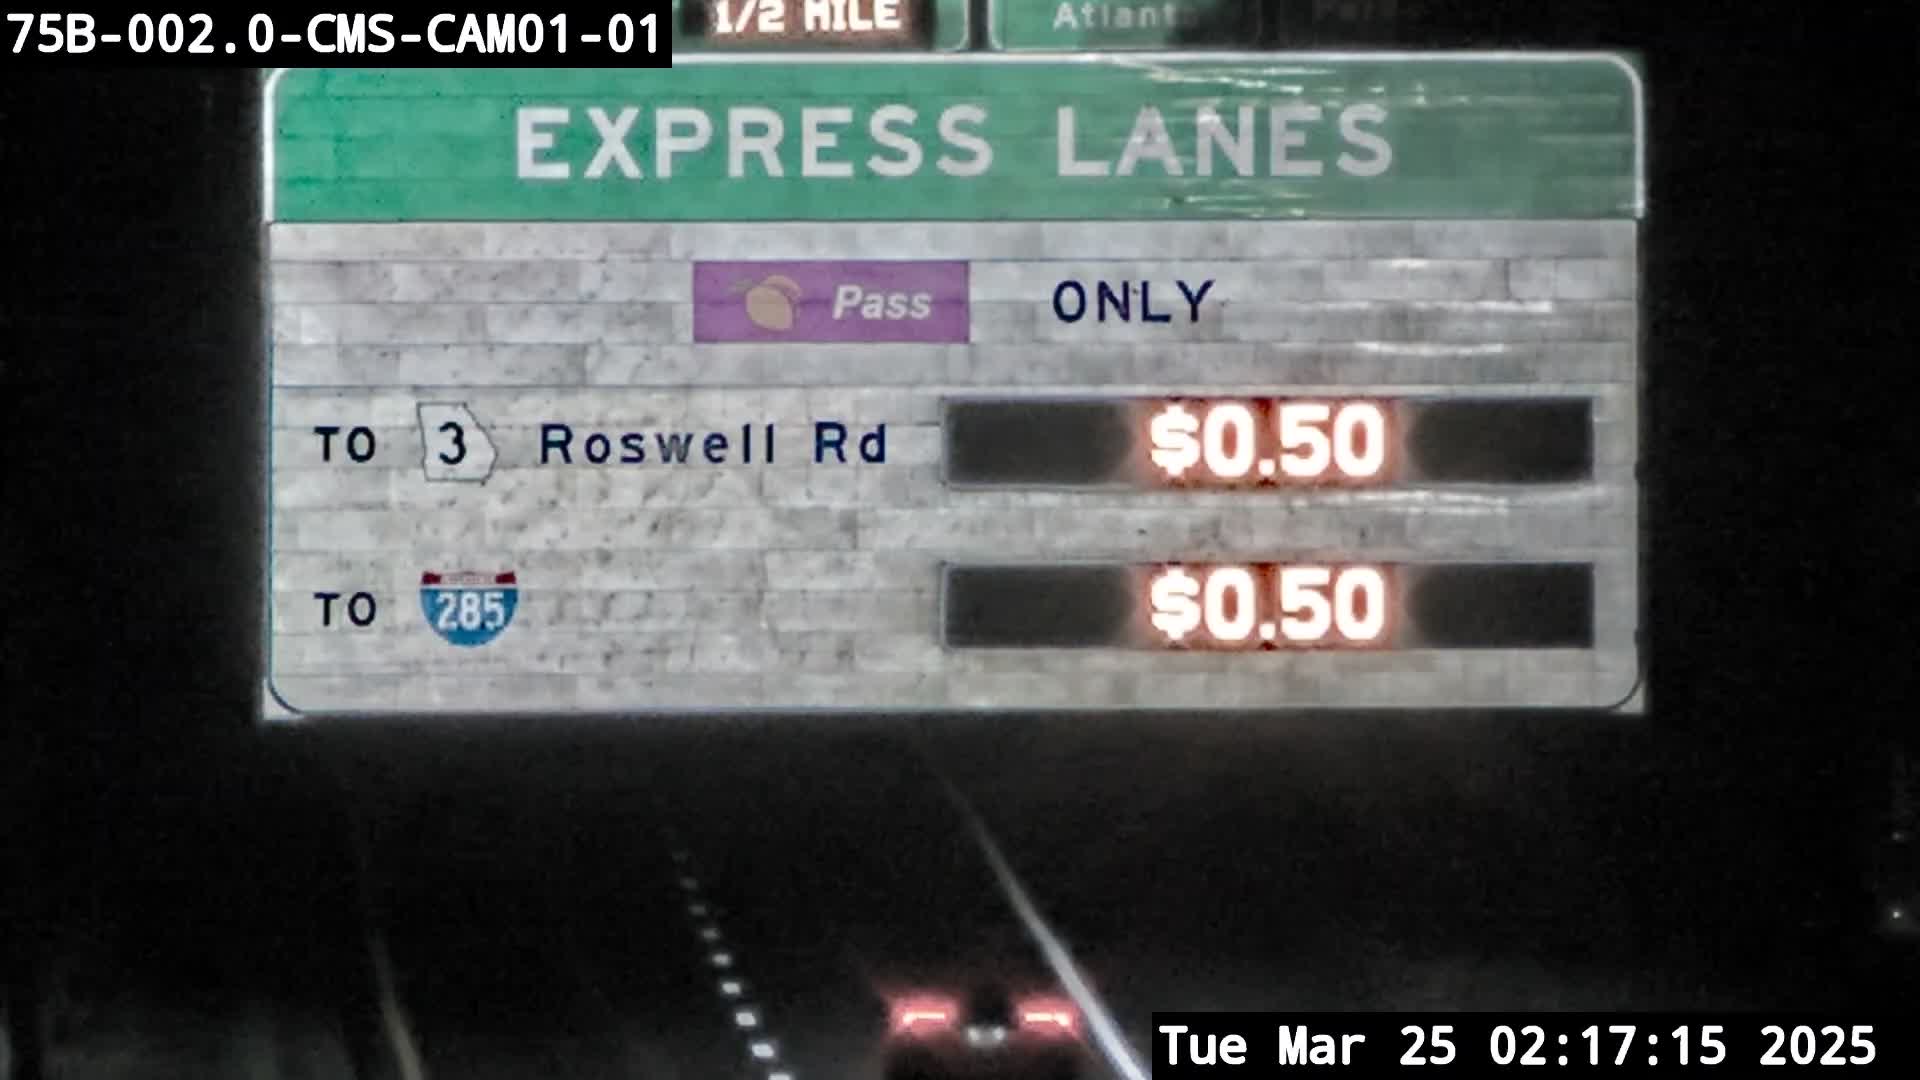 75B-002.0-CMS-CAM01-01
1/2 MILE
EXPRESS LANES
Pass ONLY
TO 3 Roswell Rd $0.50
TO 285 $0.50
Tue Mar 25 02:17:15 2025